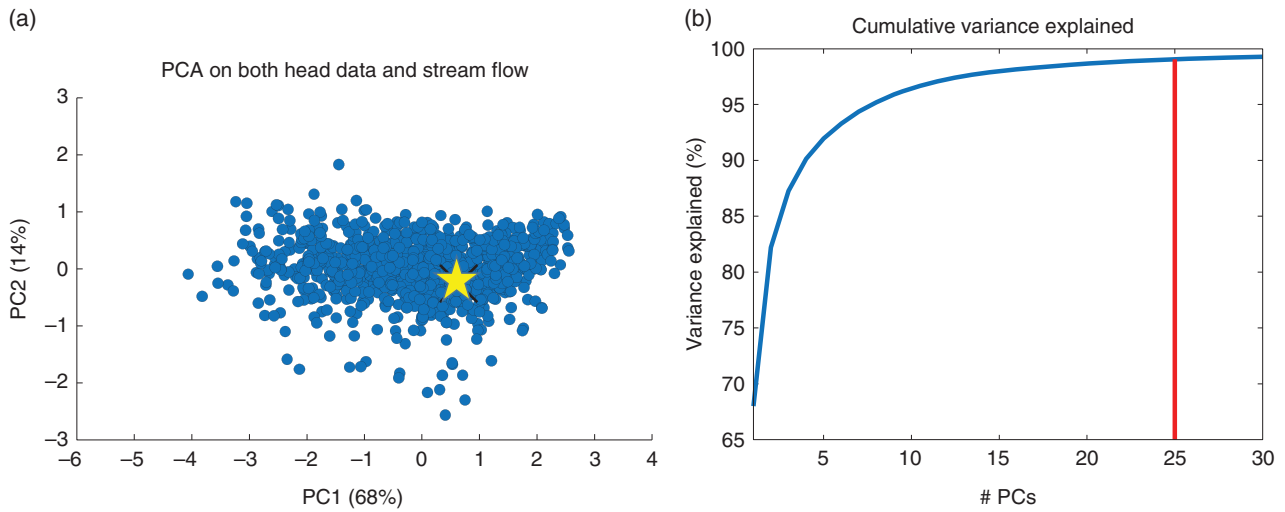 (a)
PCA on both head data and stream flow
3
2
1
0
–1
–2
–3
PC2 (14%)
–6 –5 –4 –3 –2 –1 0 1 2 3 4
PC1 (68%)
(b)
Cumulative variance explained
100
95
90
85
80
75
70
65
Variance explained (%)
5 10 15 20 25 30
# PCs